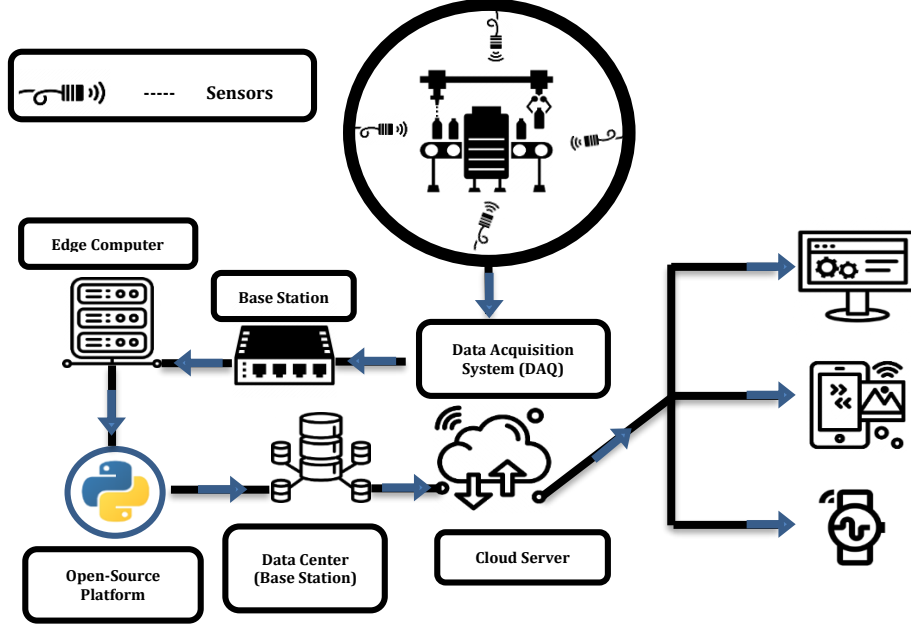 ----- Sensors
Edge Computer
Base Station
Data Acquisition
System (DAQ)
Open-Source
Platform
Data Center
(Base Station)
Cloud Server